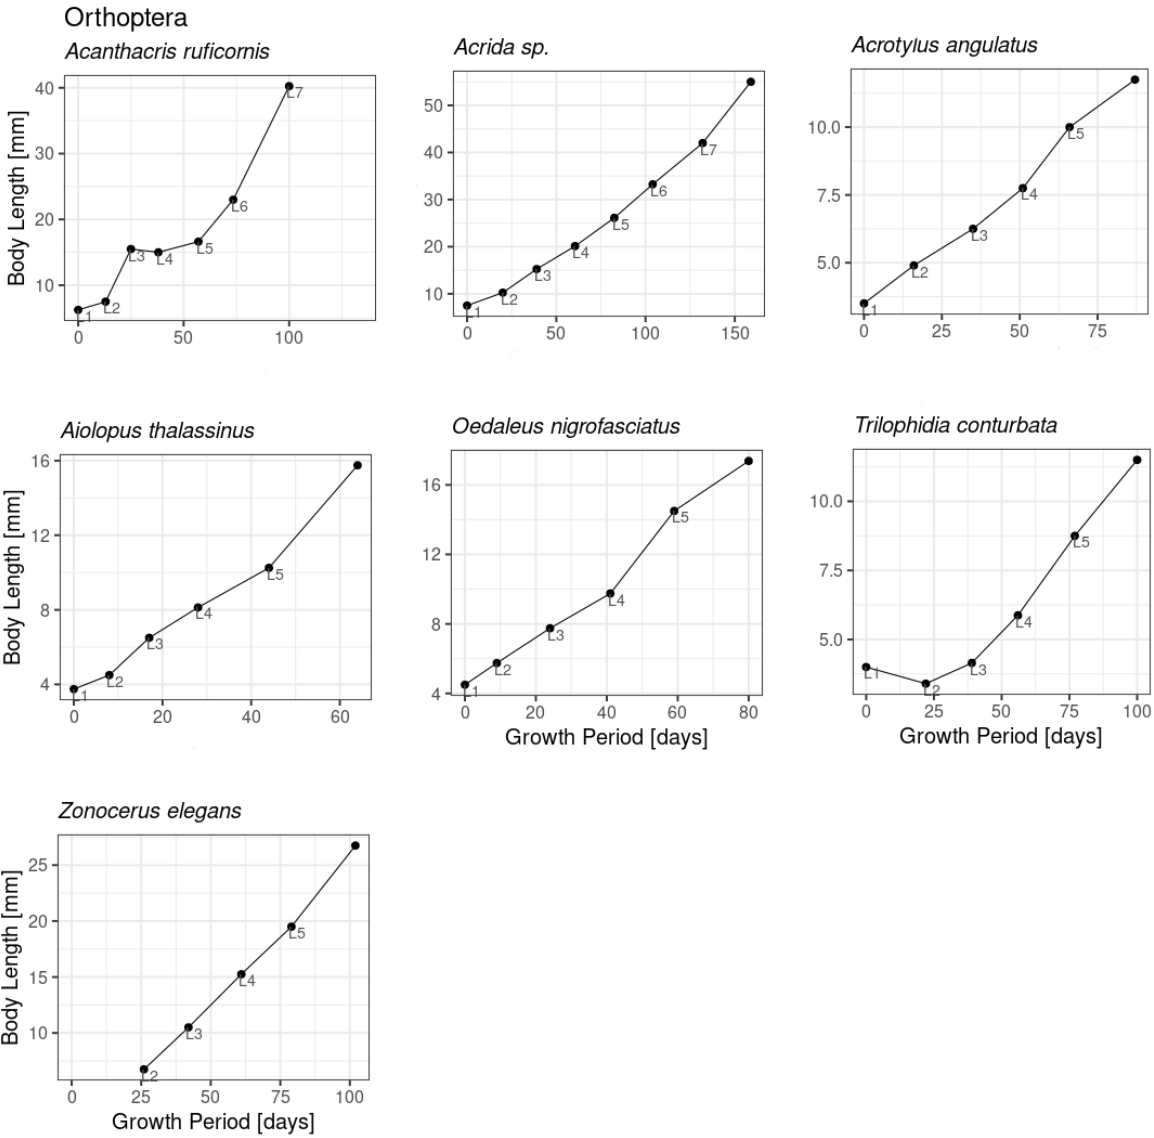 Orthoptera
Acanthacris ruficornis
Acrida sp.
Acrotylus angulatus
Body Length [mm]
40
30
20
10
L1
L2
L3
L4
L5
L6
L7
0
50
100
50
40
30
20
10
L1
L2
L3
L4
L5
L6
L7
0
50
100
150
10.0
7.5
5.0
L1
L2
L3
L4
L5
0
25
50
75
Aiolopus thalassinus
Oedaleus nigrofasciatus
Trilophidia conturbata
Body Length [mm]
16
12
8
4
L1
L2
L3
L4
L5
0
20
40
60
16
12
8
4
L1
L2
L3
L4
L5
0
20
40
60
80
Growth Period [days]
10.0
7.5
5.0
L1
L2
L3
L4
L5
0
25
50
75
100
Growth Period [days]
Zonocerus elegans
Body Length [mm]
25
20
15
10
L2
L3
L4
L5
0
25
50
75
100
Growth Period [days]